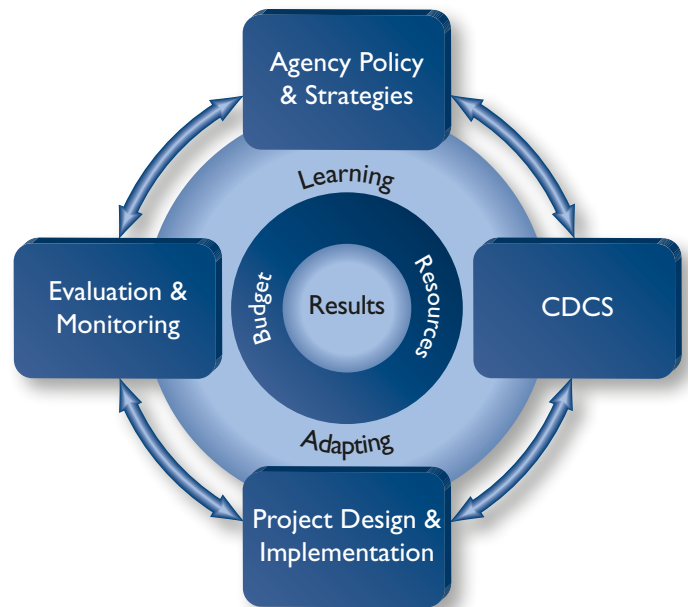 Agency Policy
& Strategies
Learning
Evaluation &
Monitoring
Budget
Results
Resources
CDCS
Adapting
Project Design &
Implementation